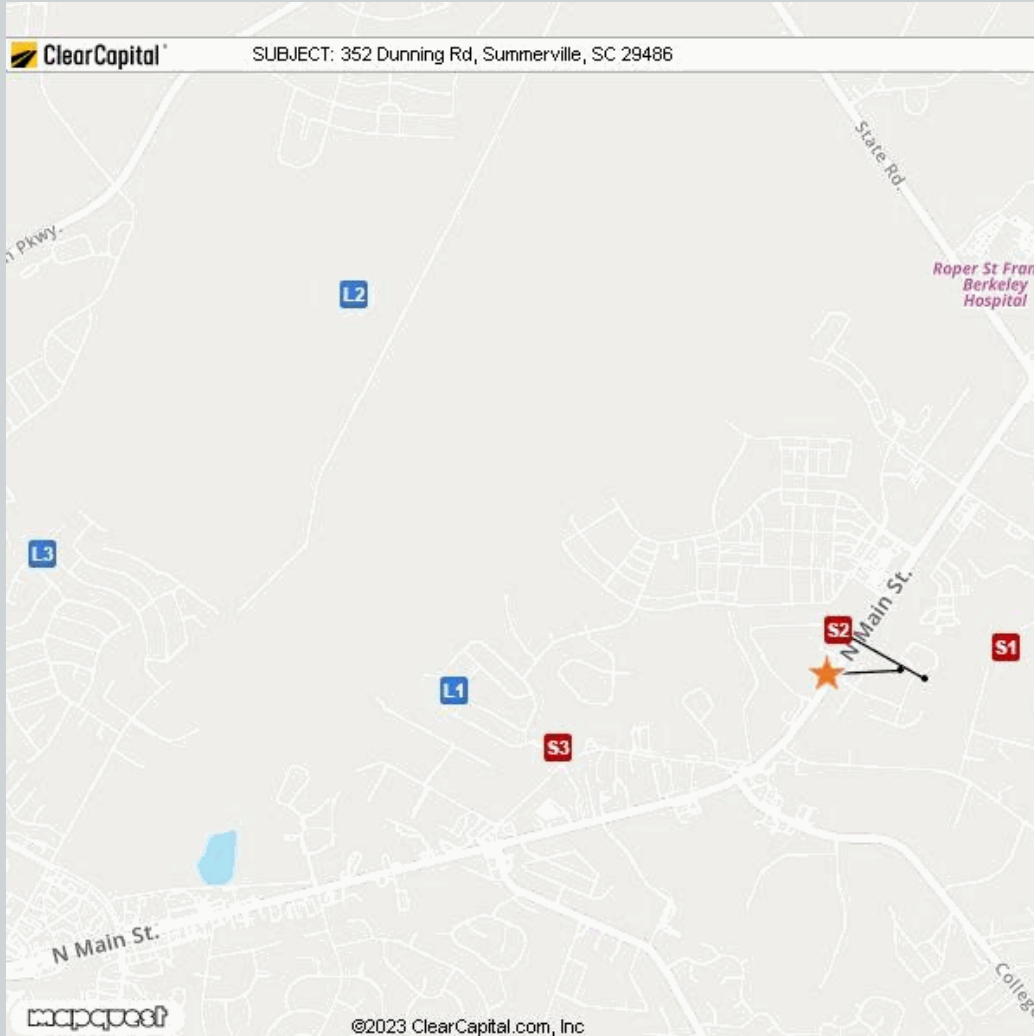 ClearCapital
SUBJECT: 352 Dunning Rd, Summerville, SC 29486
State Rd.
Pkwy.
Roper St Fran
Berkeley
Hospital
L2
L3
N Main St.
S2
S1
L1
S3
N Main St.
College
mapquest
©2023 ClearCapital.com, Inc